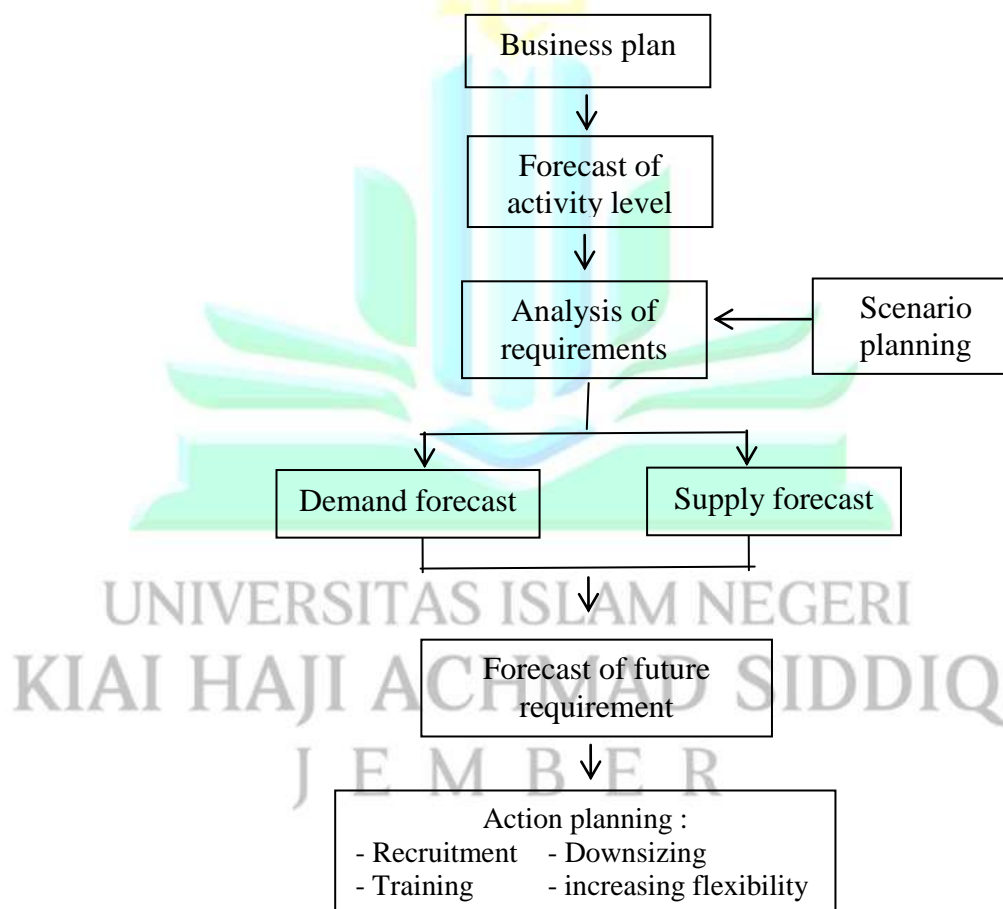 Business plan
Forecast of
activity level
Analysis of
requirements
Scenario
planning
Demand forecast
Supply forecast
UNIVERSITAS ISLAM NEGERI
KIAI HAJI ACHMAD SIDDIQ
Forecast of future
requirement
J E M B E R
Action planning :
- Recruitment - Downsizing
- Training - increasing flexibility